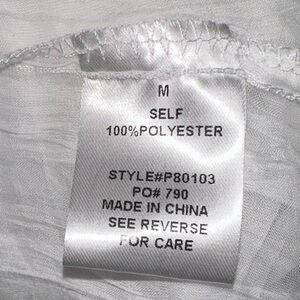 M
SELF
100%POLYESTER
STYLE#P80103
PO# 790
MADE IN CHINA
SEE REVERSE
FOR CARE